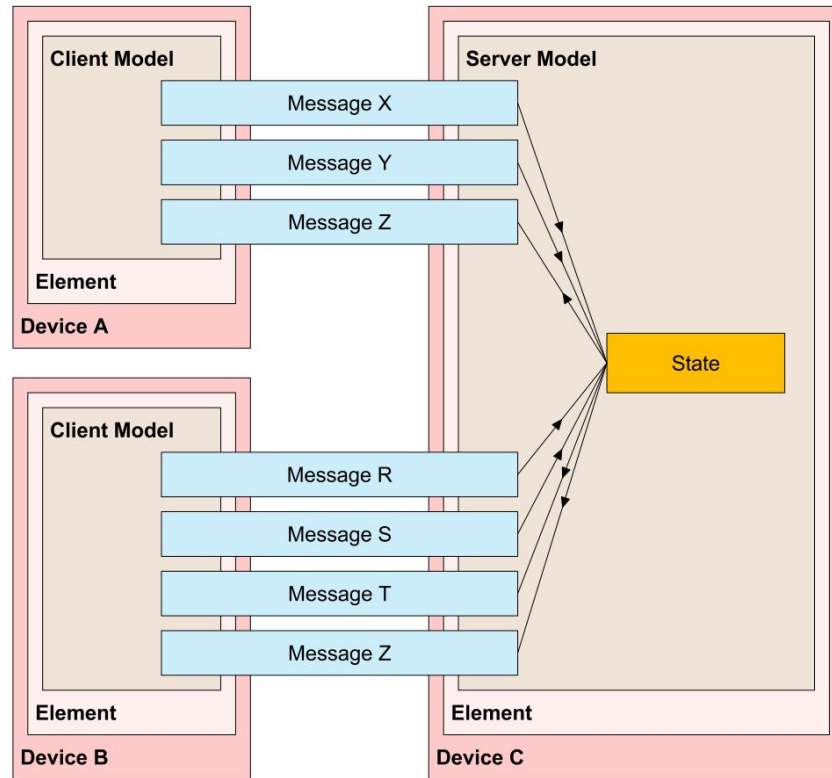 Client Model
Message X
Message Y
Message Z
Element
Device A
Server Model
State
Client Model
Message R
Message S
Message T
Message Z
Element
Device B
Element
Device C